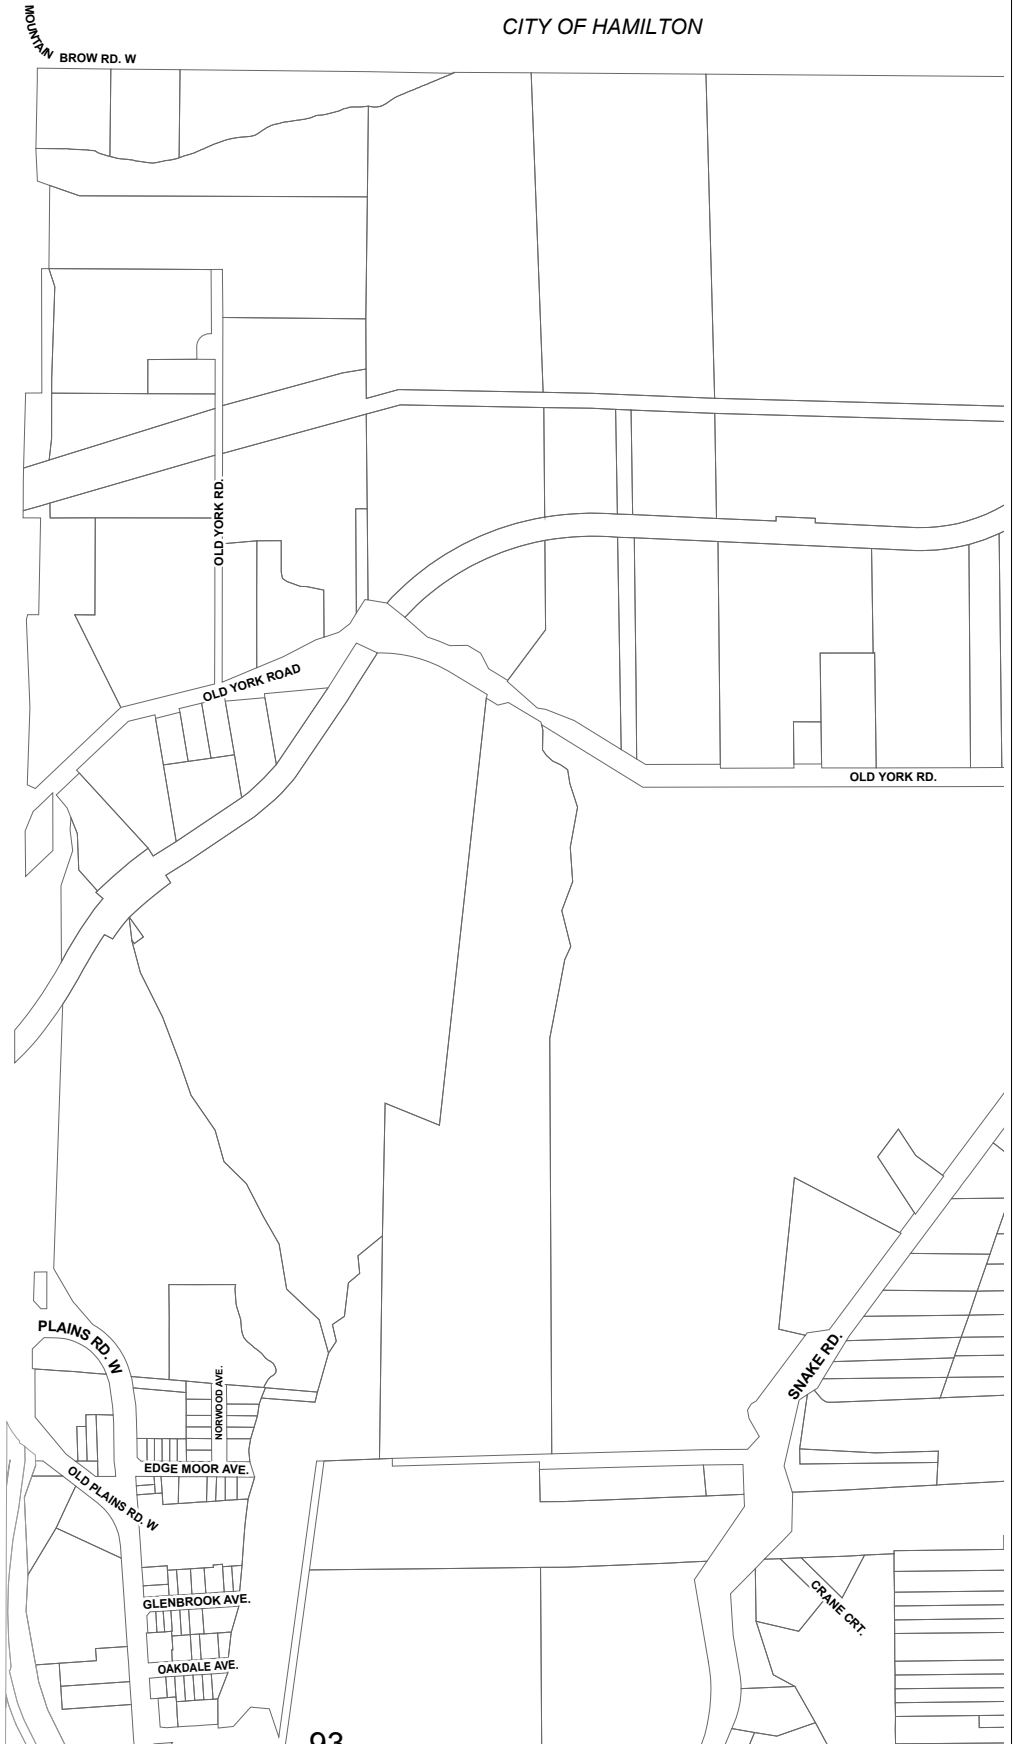 CITY OF HAMILTON
MOUNTAIN BROW RD. W
OLD YORK RD.
OLD YORK ROAD
OLD YORK RD.
PLAINS RD. W
SNAKE RD.
NORWOOD AVE.
EDGE MOOR AVE.
OLD PLAINS RD. W
GLENBROOK AVE.
CRANE CRT.
OAKDALE AVE.
93